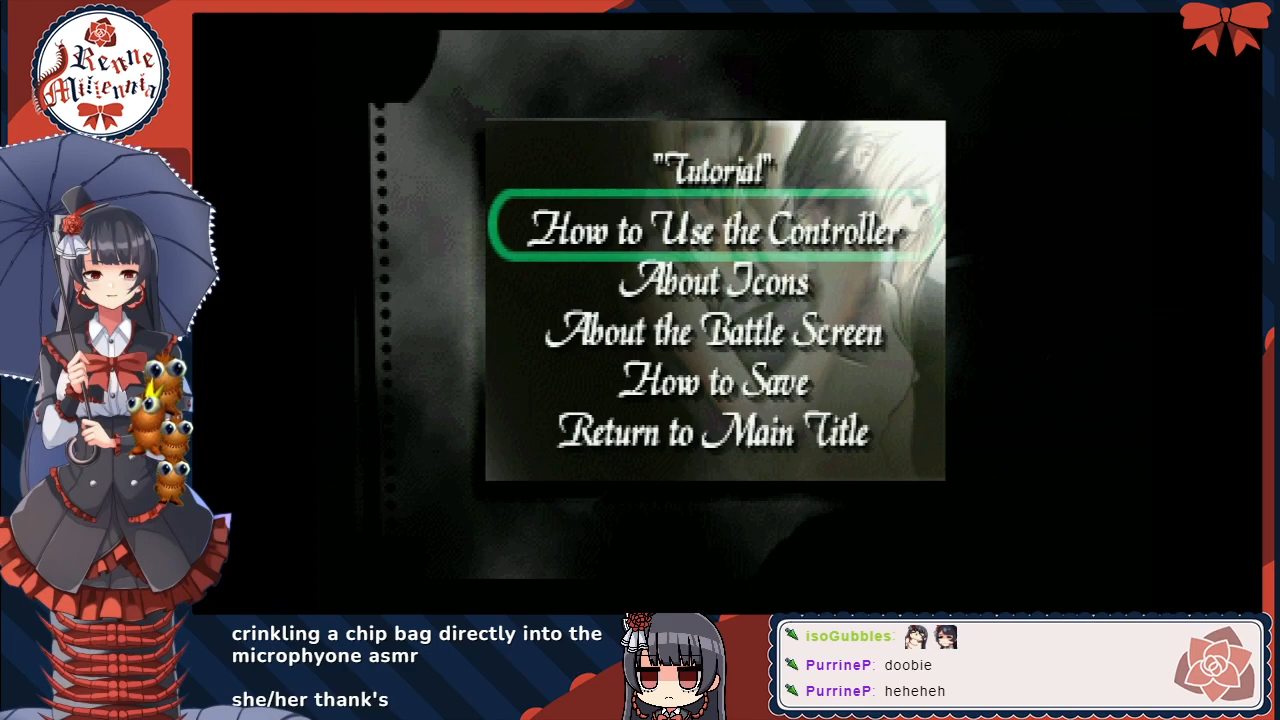 Renne
Millennia
"Tutorial"
How to Use the Controller
About Icons
About the Battle Screen
How to Save
Return to Main Title
crinkling a chip bag directly into the
microphyone asmr
she/her thank's
isoGubbles:
PurrineP: doobie
PurrineP: heheheh